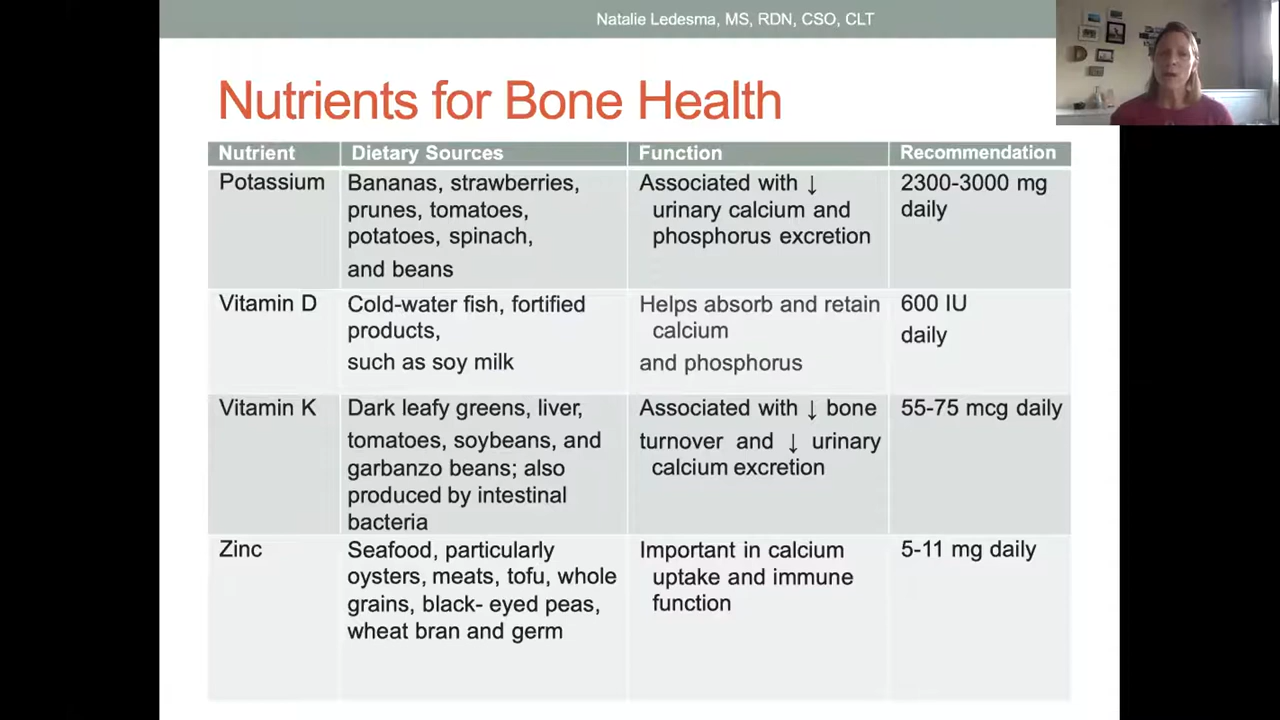 Natalie Ledesma, MS, RDN, CSO, CLT
Nutrients for Bone Health
Nutrient Dietary Sources Function Recommendation
Potassium
Bananas, strawberries,
prunes, tomatoes,
potatoes, spinach,
and beans
Associated with ↓
urinary calcium and
phosphorus excretion
2300-3000 mg
daily
Vitamin D
Cold-water fish, fortified
products,
such as soy milk
Helps absorb and retain
calcium
and phosphorus
600 IU
daily
Vitamin K
Dark leafy greens, liver,
tomatoes, soybeans, and
garbanzo beans; also
produced by intestinal
bacteria
Associated with ↓ bone
turnover and ↓ urinary
calcium excretion
55-75 mcg daily
Zinc
Seafood, particularly
oysters, meats, tofu, whole
grains, black- eyed peas,
wheat bran and germ
Important in calcium
uptake and immune
function
5-11 mg daily